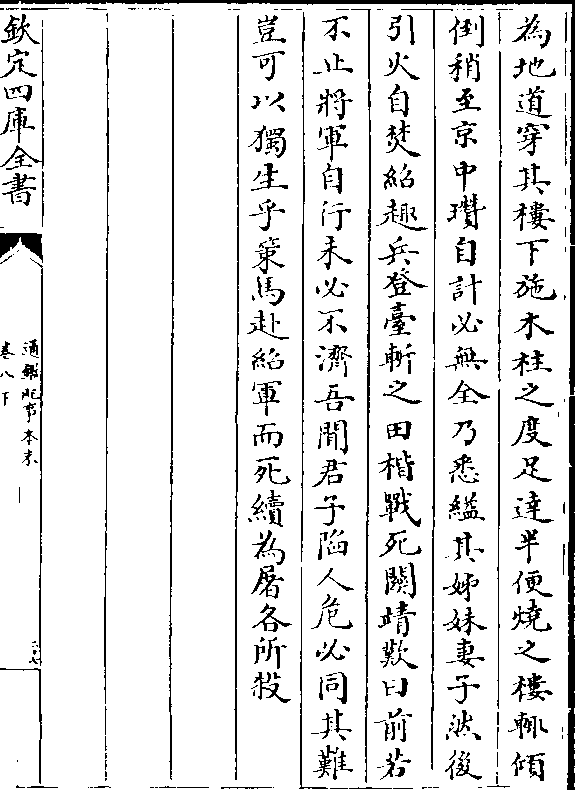 為地道穿其樓下施木柱之度足達半便燒之樓輒傾
倒稍至京中瓚自計必無全乃悉縊其姊妹妻子然後
引火自焚紹趣兵登臺斬之田楷戰死關靖歎曰前若
不止將軍自行未必不濟吾聞君子陷人危必同其難
豈可以獨生乎策馬赴紹軍而死續為屠各所殺
欽定四庫全書
通鑑紀事本末
卷八下